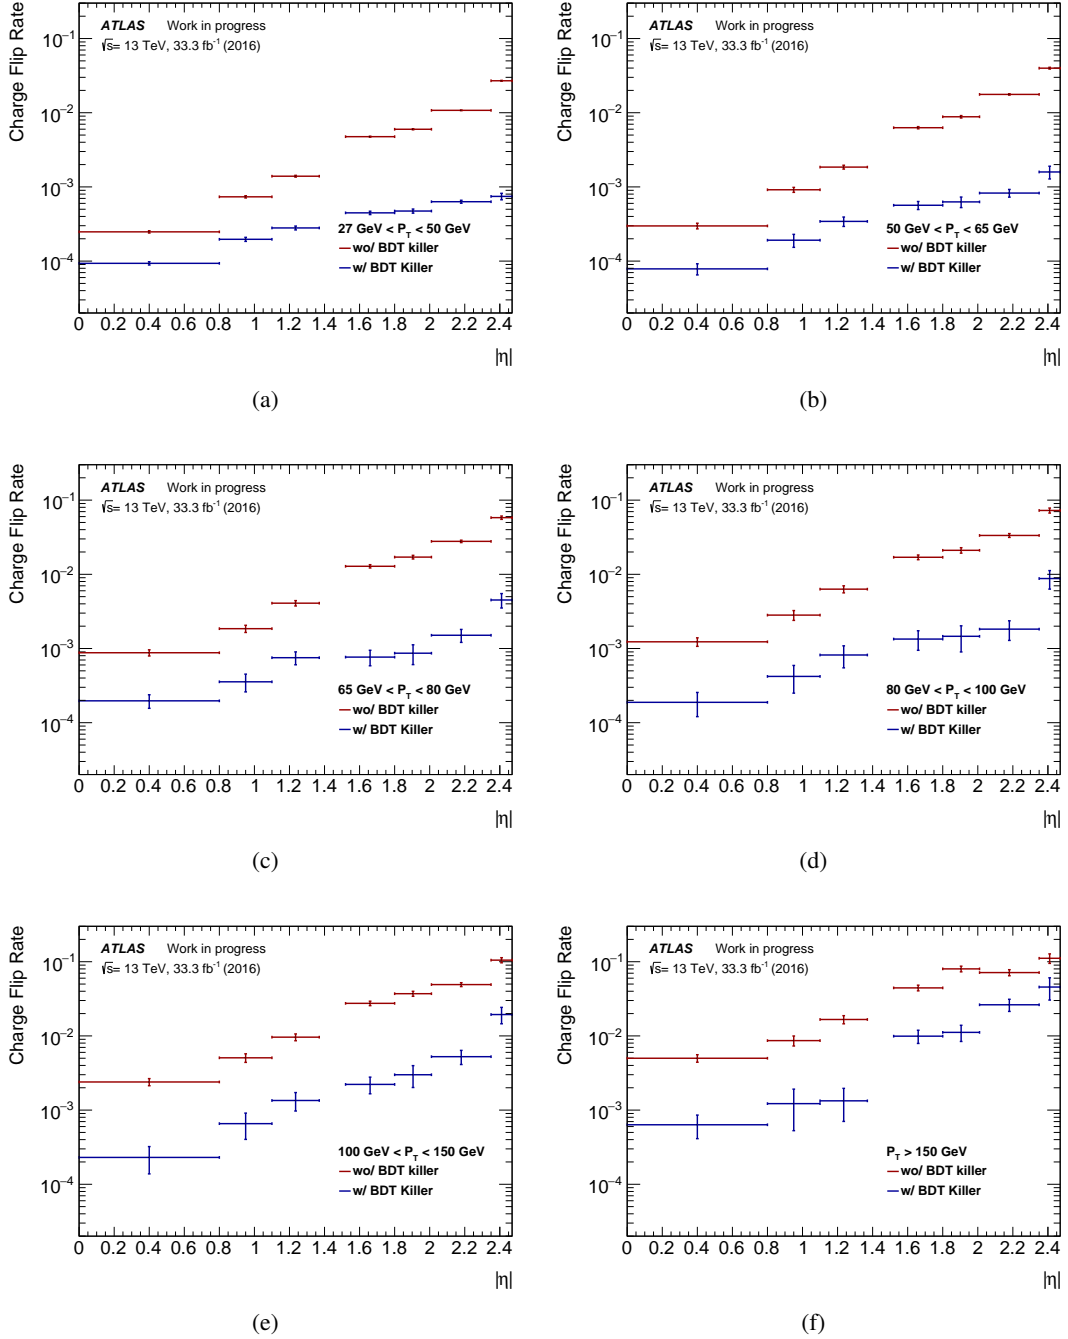 Charge Flip Rate
ATLAS Work in progress
√s= 13 TeV, 33.3 fb⁻¹ (2016)
10⁻¹
10⁻²
10⁻³
10⁻⁴
27 GeV < P_T < 50 GeV
wo/ BDT killer
w/ BDT Killer
0 0.2 0.4 0.6 0.8 1 1.2 1.4 1.6 1.8 2 2.2 2.4
|η|
(a)
Charge Flip Rate
ATLAS Work in progress
√s= 13 TeV, 33.3 fb⁻¹ (2016)
10⁻¹
10⁻²
10⁻³
10⁻⁴
50 GeV < P_T < 65 GeV
wo/ BDT killer
w/ BDT Killer
0 0.2 0.4 0.6 0.8 1 1.2 1.4 1.6 1.8 2 2.2 2.4
|η|
(b)
Charge Flip Rate
ATLAS Work in progress
√s= 13 TeV, 33.3 fb⁻¹ (2016)
10⁻¹
10⁻²
10⁻³
10⁻⁴
65 GeV < P_T < 80 GeV
wo/ BDT killer
w/ BDT Killer
0 0.2 0.4 0.6 0.8 1 1.2 1.4 1.6 1.8 2 2.2 2.4
|η|
(c)
Charge Flip Rate
ATLAS Work in progress
√s= 13 TeV, 33.3 fb⁻¹ (2016)
10⁻¹
10⁻²
10⁻³
10⁻⁴
80 GeV < P_T < 100 GeV
wo/ BDT killer
w/ BDT Killer
0 0.2 0.4 0.6 0.8 1 1.2 1.4 1.6 1.8 2 2.2 2.4
|η|
(d)
Charge Flip Rate
ATLAS Work in progress
√s= 13 TeV, 33.3 fb⁻¹ (2016)
10⁻¹
10⁻²
10⁻³
10⁻⁴
100 GeV < P_T < 150 GeV
wo/ BDT killer
w/ BDT Killer
0 0.2 0.4 0.6 0.8 1 1.2 1.4 1.6 1.8 2 2.2 2.4
|η|
(e)
Charge Flip Rate
ATLAS Work in progress
√s= 13 TeV, 33.3 fb⁻¹ (2016)
10⁻¹
10⁻²
10⁻³
10⁻⁴
P_T > 150 GeV
wo/ BDT killer
w/ BDT Killer
0 0.2 0.4 0.6 0.8 1 1.2 1.4 1.6 1.8 2 2.2 2.4
|η|
(f)